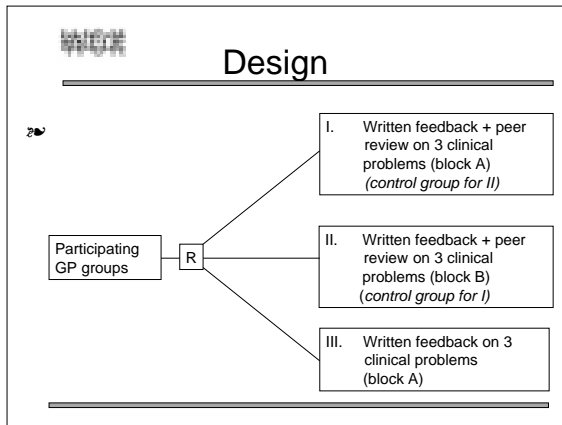 Design
I. Written feedback + peer
review on 3 clinical
problems (block A)
(control group for II)
Participating
GP groups
R
II. Written feedback + peer
review on 3 clinical
problems (block B)
(control group for I)
III. Written feedback on 3
clinical problems
(block A)